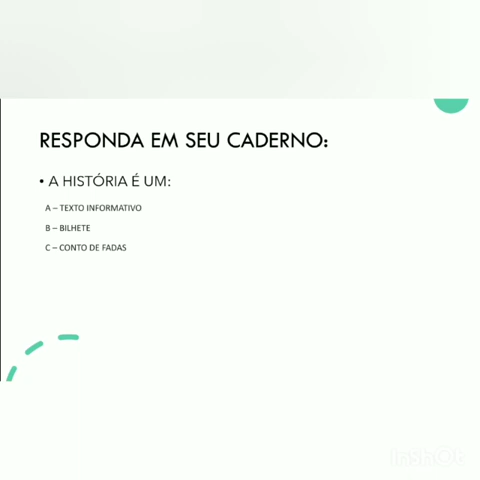 RESPONDA EM SEU CADERNO:
• A HISTÓRIA É UM:
A – TEXTO INFORMATIVO
B – BILHETE
C – CONTO DE FADAS
InShOt